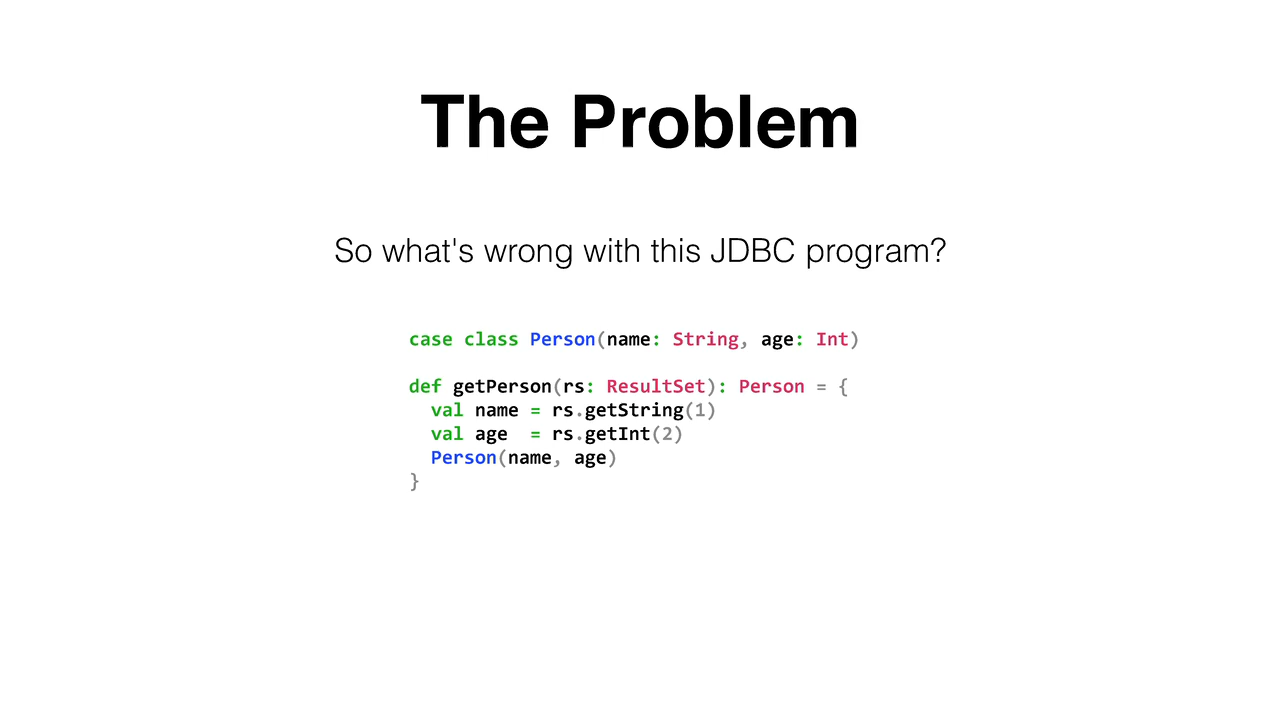 The Problem
So what's wrong with this JDBC program?
case class Person(name: String, age: Int)
def getPerson(rs: ResultSet): Person = {
  val name = rs.getString(1)
  val age  = rs.getInt(2)
  Person(name, age)
}